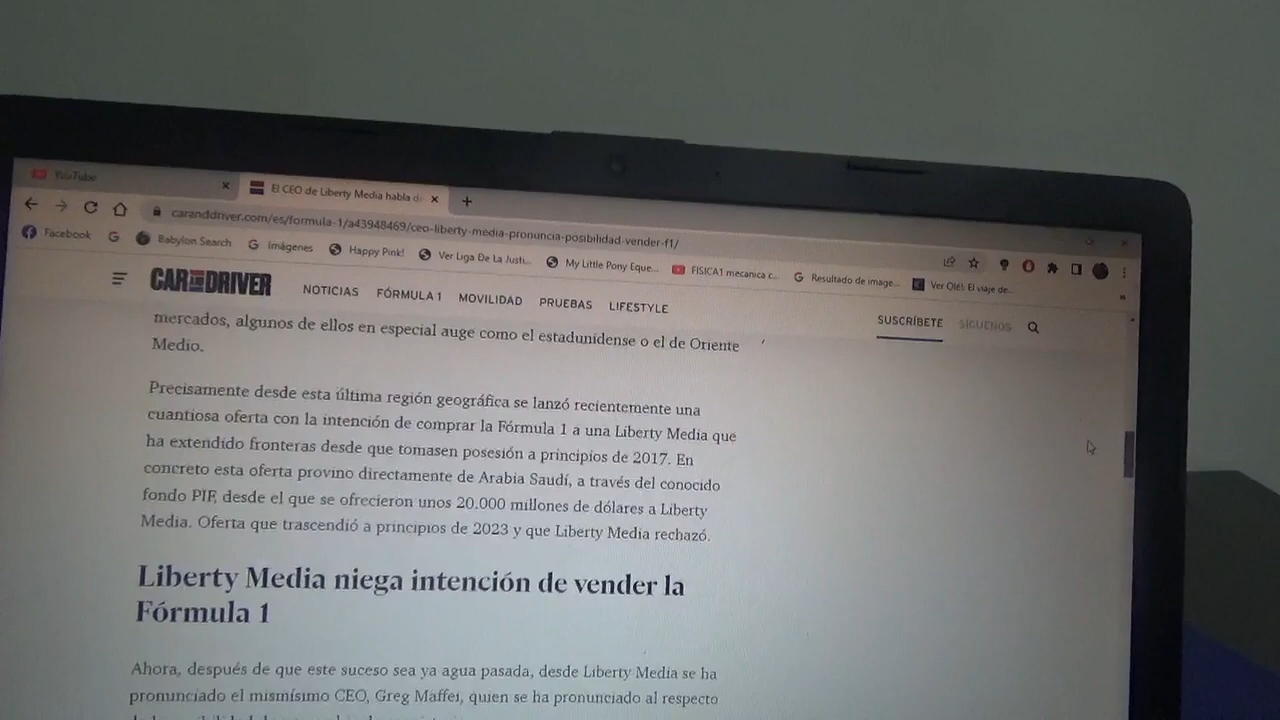 YouTube
El CEO de Liberty Media habla d
caranddriver.com/es/formula-1/a43948469/ceo-liberty-media-pronuncia-posibilidad-vender-f1/
Facebook
Babylon Search
Imágenes
Happy Pink!
Ver Liga De La Justi...
My Little Pony Eque...
FISICA1 mecanica c...
Resultado de image...
Ver Olé!: El viaje de...
CAR AND DRIVER
NOTICIAS FÓRMULA 1 MOVILIDAD PRUEBAS LIFESTYLE
SUSCRÍBETE SÍGUENOS
mercados, algunos de ellos en especial auge como el estadunidense o el de Oriente
Medio.
Precisamente desde esta última región geográfica se lanzó recientemente una
cuantiosa oferta con la intención de comprar la Fórmula 1 a una Liberty Media que
ha extendido fronteras desde que tomasen posesión a principios de 2017. En
concreto esta oferta provino directamente de Arabia Saudí, a través del conocido
fondo PIF, desde el que se ofrecieron unos 20.000 millones de dólares a Liberty
Media. Oferta que trascendió a principios de 2023 y que Liberty Media rechazó.
Liberty Media niega intención de vender la
Fórmula 1
Ahora, después de que este suceso sea ya agua pasada, desde Liberty Media se ha
pronunciado el mismísimo CEO, Greg Maffei, quien se ha pronunciado al respecto